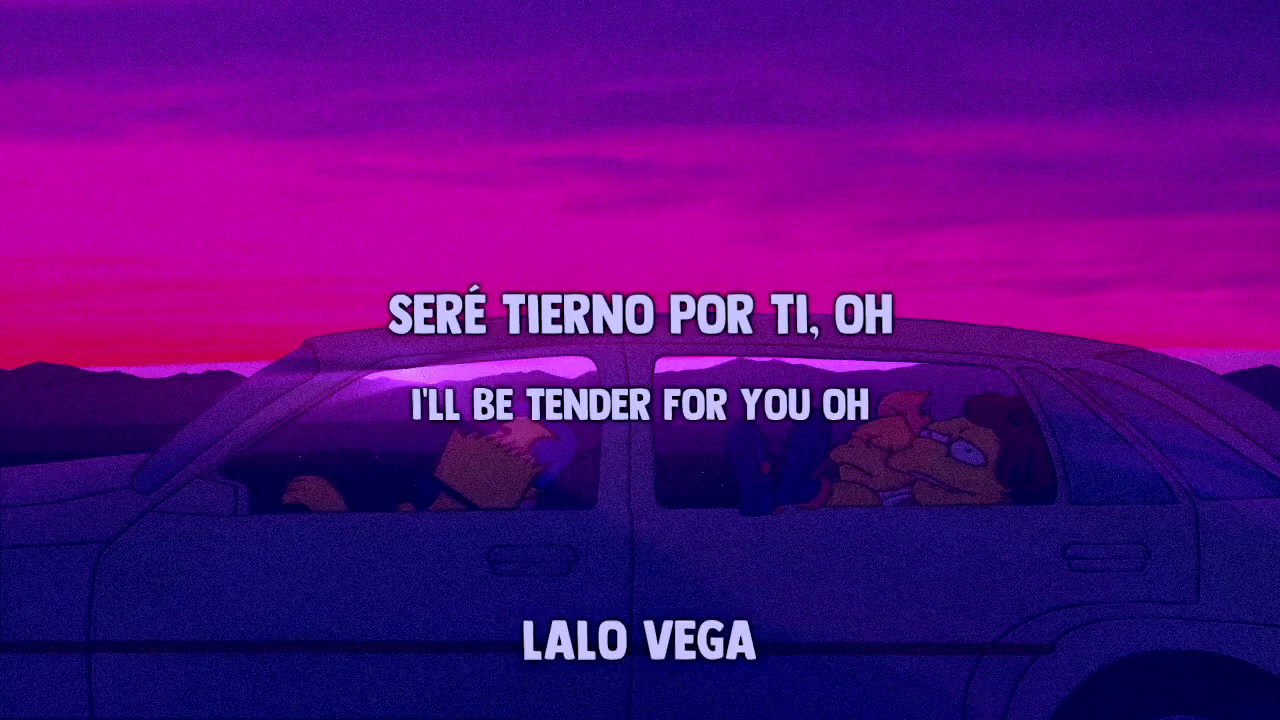 SERÉ TIERNO POR TI, OH
I'LL BE TENDER FOR YOU OH
LALO VEGA